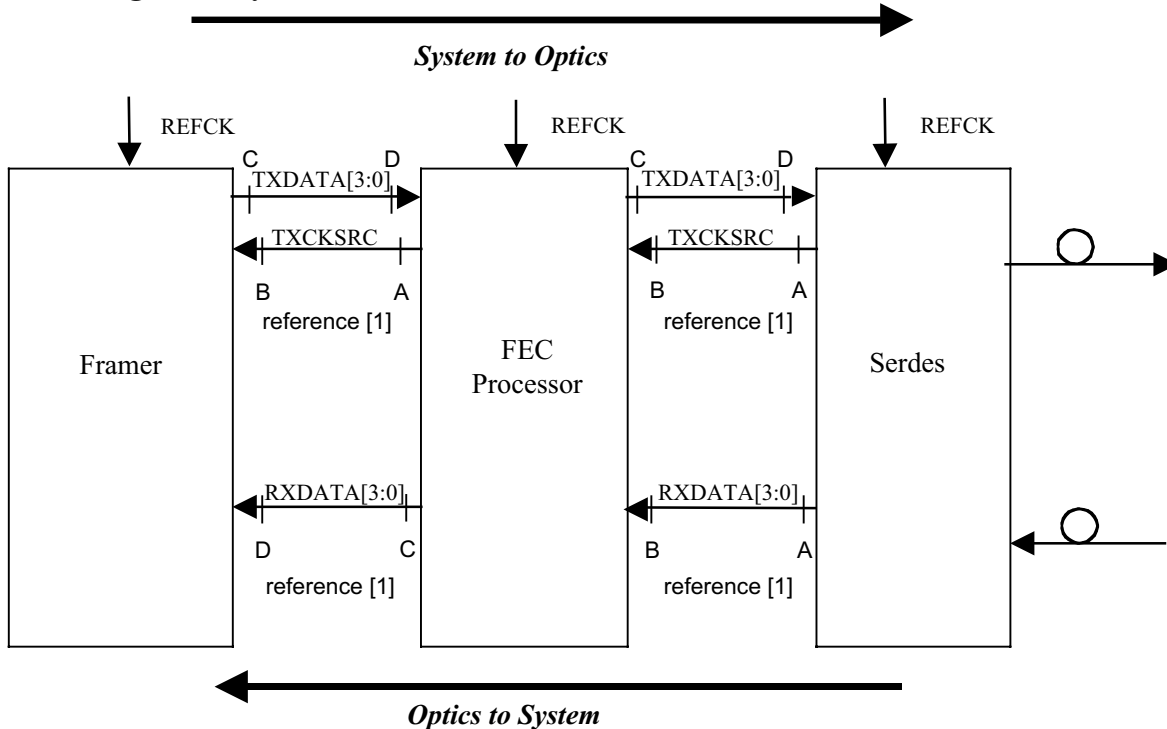 System to Optics
REFCK
REFCK
REFCK
C
D
C
D
TXDATA[3:0]
TXDATA[3:0]
TXCKSRC
TXCKSRC
B
A
B
A
reference [1]
reference [1]
Framer
FEC
Processor
Serdes
RXDATA[3:0]
RXDATA[3:0]
D
C
B
A
reference [1]
reference [1]
Optics to System